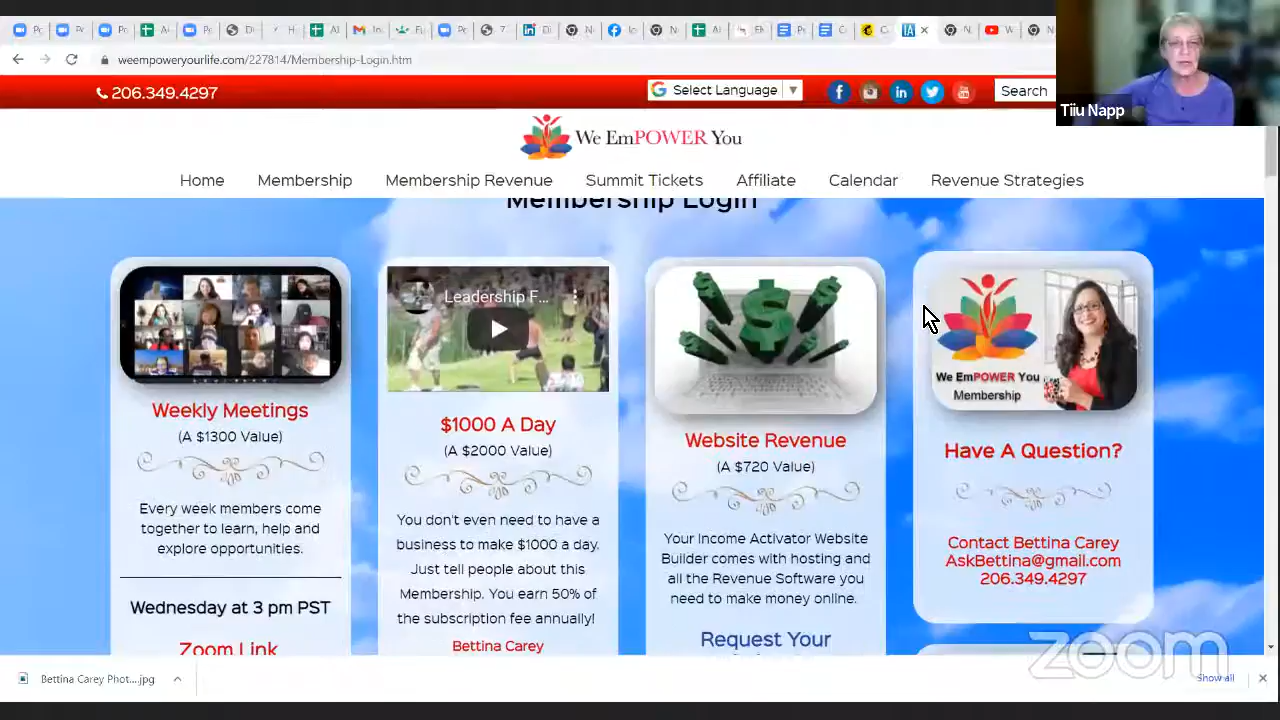 weempoweryourlife.com/227814/Membership-Login.htm
Tiiu Napp
206.349.4297
Select Language
Search
We EmPOWER You
Home
Membership
Membership Revenue
Summit Tickets
Affiliate
Calendar
Revenue Strategies
Membership Login
Weekly Meetings
(A $1300 Value)
Every week members come
together to learn, help and
explore opportunities.
Wednesday at 3 pm PST
Zoom Link
Leadership F...
$1000 A Day
(A $2000 Value)
You don't even need to have a
business to make $1000 a day.
Just tell people about this
Membership. You earn 50% of
the subscription fee annually!
Bettina Carey
Website Revenue
(A $720 Value)
Your Income Activator Website
Builder comes with hosting and
all the Revenue Software you
need to make money online.
Request Your
We EmPOWER You
Membership
Have A Question?
Contact Bettina Carey
AskBettina@gmail.com
206.349.4297
zoom
Bettina Carey Phot....jpg
Show all